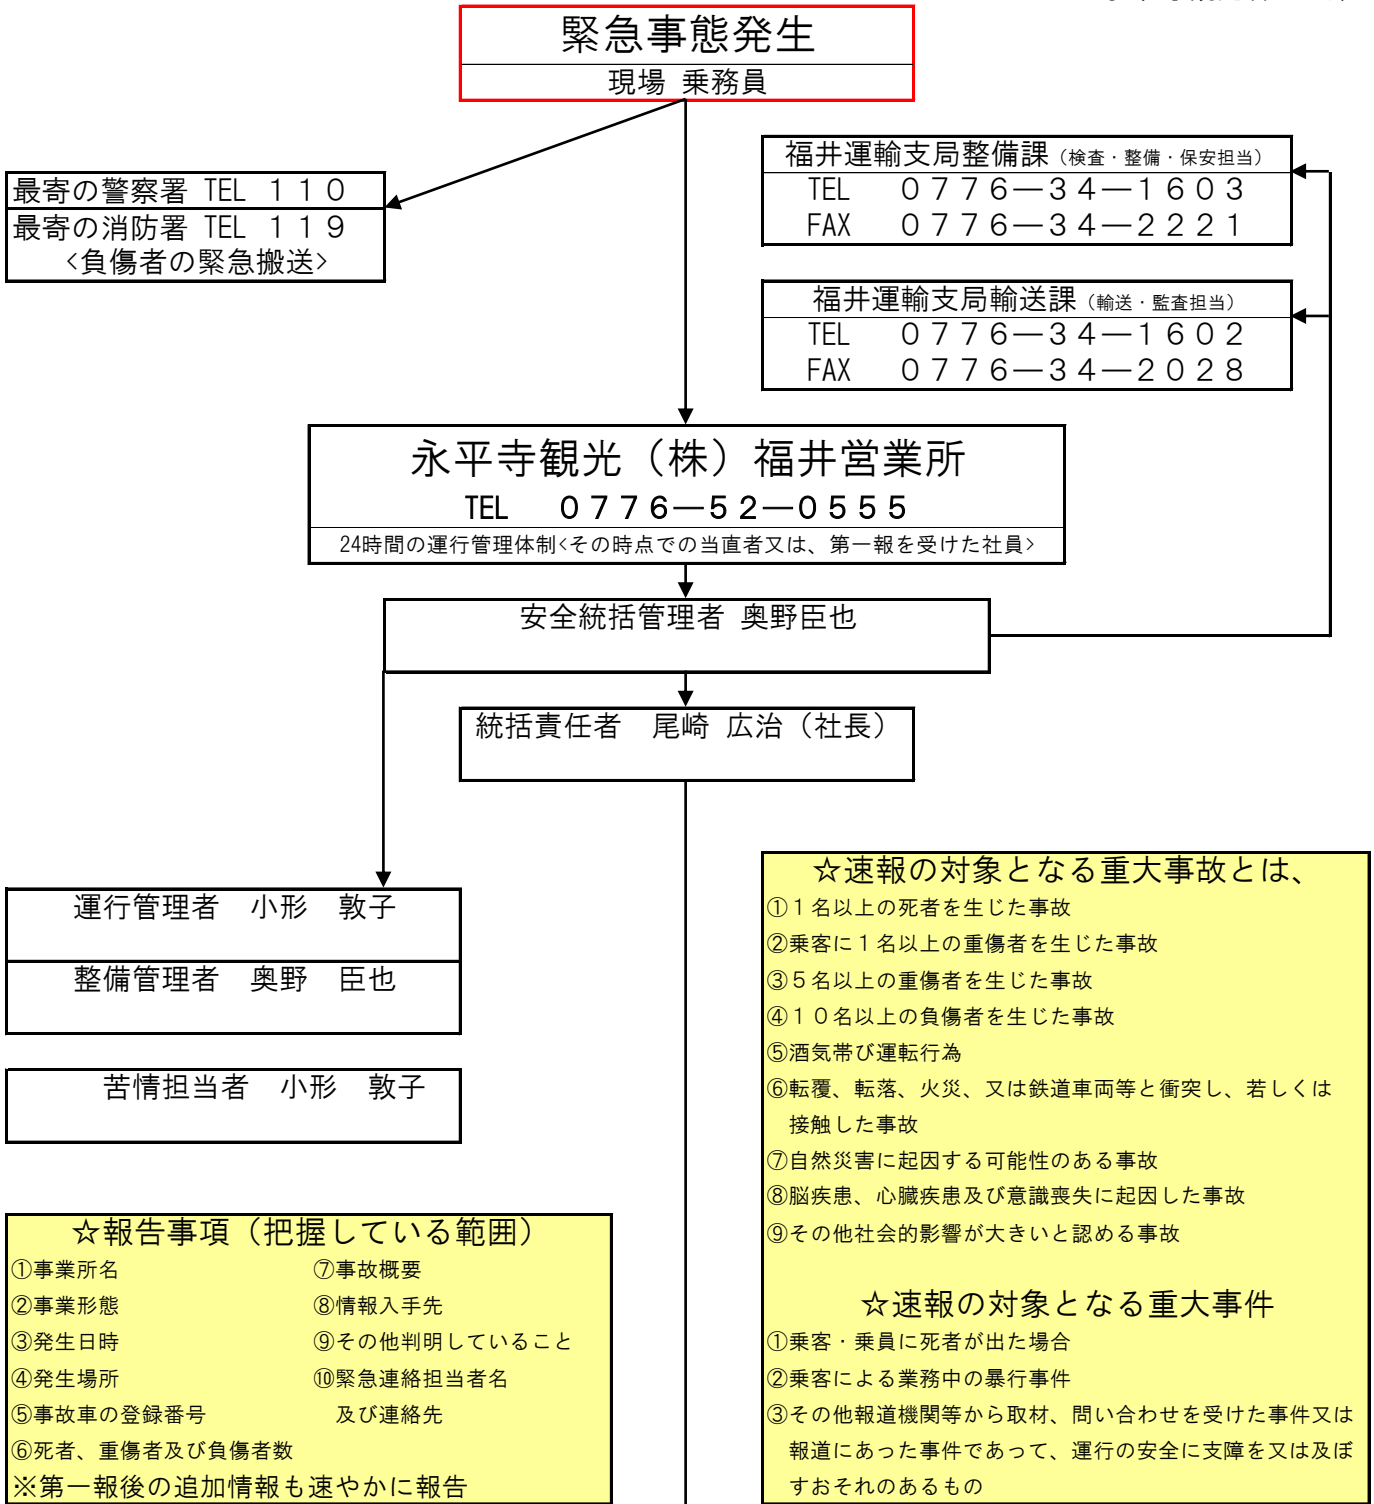 緊急事態発生
現場 乗務員
最寄の警察署 TEL １１０
最寄の消防署 TEL １１９
<負傷者の緊急搬送>
福井運輸支局整備課（検査・整備・保安担当）
TEL ０７７６―３４―１６０３
FAX ０７７６―３４―２２２１
福井運輸支局輸送課（輸送・監査担当）
TEL ０７７６―３４―１６０２
FAX ０７７６―３４―２０２８
永平寺観光（株）福井営業所
TEL ０７７６―５２―０５５５
24時間の運行管理体制<その時点での当直者又は、第一報を受けた社員>
安全統括管理者 奥野臣也
統括責任者　尾崎 広治（社長）
運行管理者　小形　敦子
整備管理者　奥野　臣也
苦情担当者　小形　敦子
☆報告事項（把握している範囲）
①事業所名
②事業形態
③発生日時
④発生場所
⑤事故車の登録番号
⑥死者、重傷者及び負傷者数
⑦事故概要
⑧情報入手先
⑨その他判明していること
⑩緊急連絡担当者名
及び連絡先
※第一報後の追加情報も速やかに報告
☆速報の対象となる重大事故とは、
①１名以上の死者を生じた事故
②乗客に１名以上の重傷者を生じた事故
③５名以上の重傷者を生じた事故
④１０名以上の負傷者を生じた事故
⑤酒気帯び運転行為
⑥転覆、転落、火災、又は鉄道車両等と衝突し、若しくは
接触した事故
⑦自然災害に起因する可能性のある事故
⑧脳疾患、心臓疾患及び意識喪失に起因した事故
⑨その他社会的影響が大きいと認める事故
☆速報の対象となる重大事件
①乗客・乗員に死者が出た場合
②乗客による業務中の暴行事件
③その他報道機関等から取材、問い合わせを受けた事件又は
報道にあった事件であって、運行の安全に支障を又は及ぼ
すおそれのあるもの